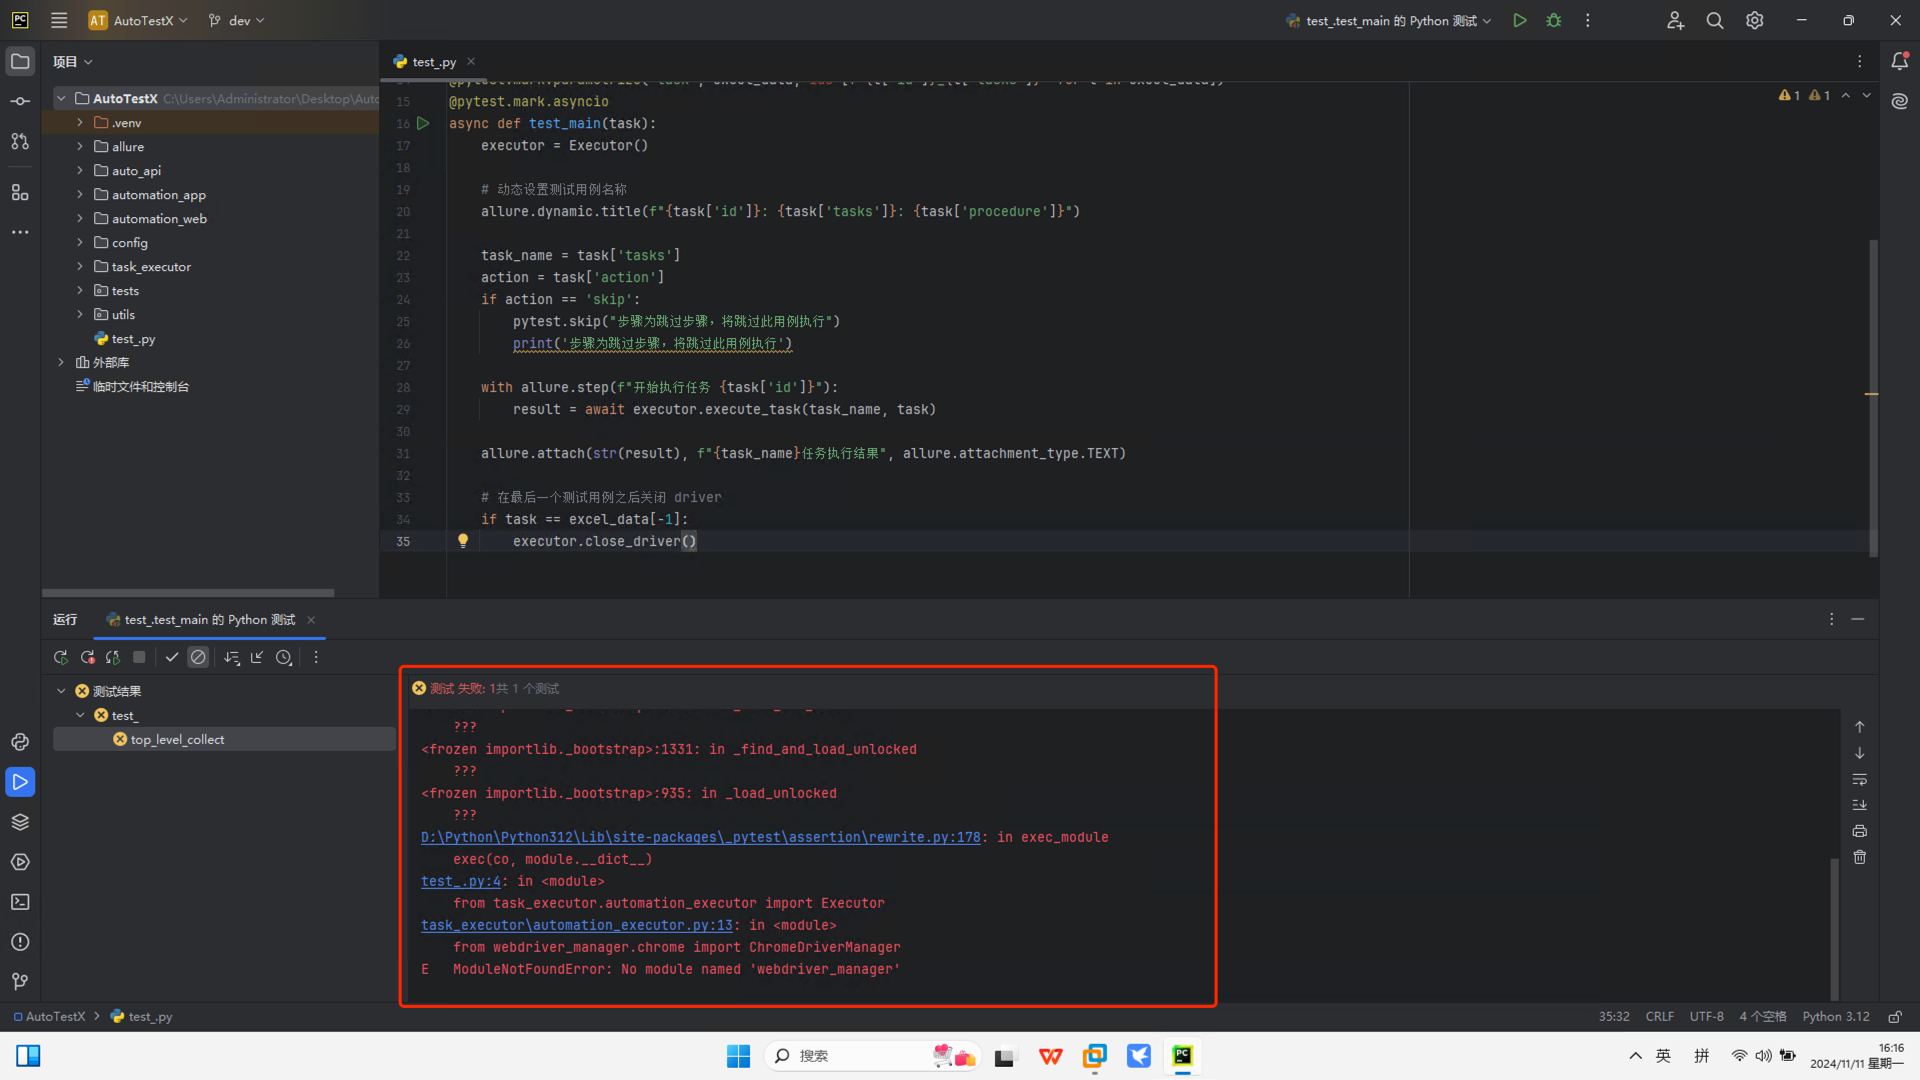 PC
AT AutoTestX
dev
test_.test_main 的 Python 测试
项目
test_.py
AutoTestX C:\Users\Administrator\Desktop\Auto
.venv
allure
auto_api
automation_app
automation_web
config
task_executor
tests
utils
test_.py
外部库
临时文件和控制台
1 1
15 @pytest.mark.asyncio
16 async def test_main(task):
17 executor = Executor()
18
19 # 动态设置测试用例名称
20 allure.dynamic.title(f"{task['id']}: {task['tasks']}: {task['procedure']}")
21
22 task_name = task['tasks']
23 action = task['action']
24 if action == 'skip':
25 pytest.skip("步骤为跳过步骤，将跳过此用例执行")
26 print('步骤为跳过步骤，将跳过此用例执行')
27
28 with allure.step(f"开始执行任务 {task['id']}"):
29 result = await executor.execute_task(task_name, task)
30
31 allure.attach(str(result), f"{task_name}任务执行结果", allure.attachment_type.TEXT)
32
33 # 在最后一个测试用例之后关闭 driver
34 if task == excel_data[-1]:
35 executor.close_driver()
运行
test_.test_main 的 Python 测试
测试结果
test_
top_level_collect
测试 失败: 1共 1 个测试
???
<frozen importlib._bootstrap>:1331: in _find_and_load_unlocked
???
<frozen importlib._bootstrap>:935: in _load_unlocked
???
D:\Python\Python312\Lib\site-packages\_pytest\assertion\rewrite.py:178: in exec_module
exec(co, module.__dict__)
test_.py:4: in <module>
from task_executor.automation_executor import Executor
task_executor\automation_executor.py:13: in <module>
from webdriver_manager.chrome import ChromeDriverManager
E ModuleNotFoundError: No module named 'webdriver_manager'
AutoTestX > test_.py
35:32 CRLF UTF-8 4 个空格 Python 3.12
搜索
PC
英 拼
16:16
2024/11/11 星期一